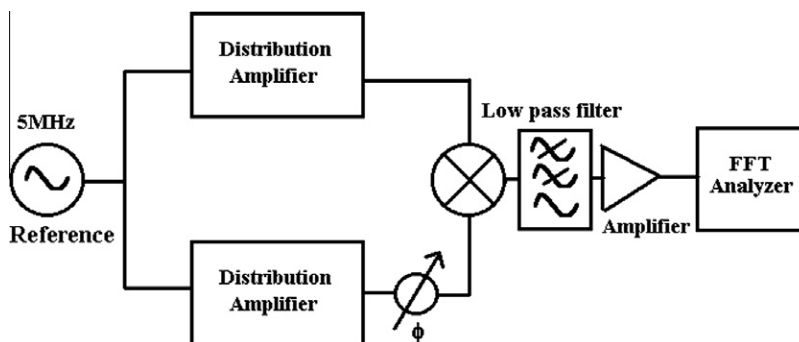 Distribution
Amplifier
5MHz
Reference
Low pass filter
Amplifier
FFT
Analyzer
Distribution
Amplifier
ϕ